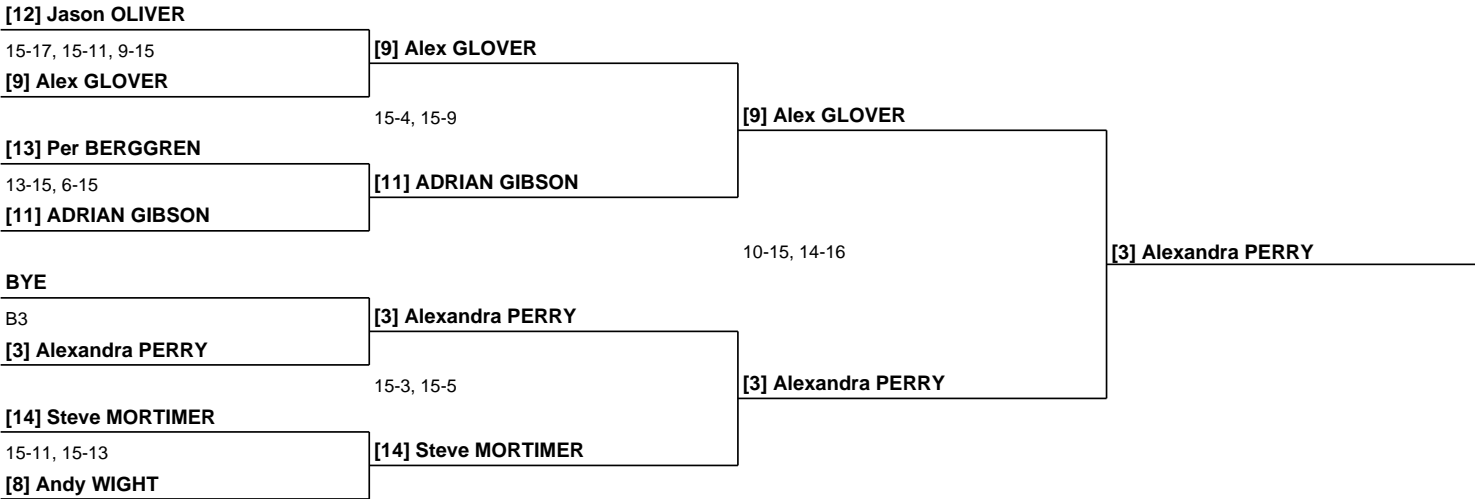 [12] Jason OLIVER
15-17, 15-11, 9-15
[9] Alex GLOVER
[9] Alex GLOVER
15-4, 15-9
[9] Alex GLOVER
[13] Per BERGGREN
13-15, 6-15
[11] ADRIAN GIBSON
[11] ADRIAN GIBSON
10-15, 14-16
[3] Alexandra PERRY
BYE
B3
[3] Alexandra PERRY
[3] Alexandra PERRY
15-3, 15-5
[3] Alexandra PERRY
[14] Steve MORTIMER
15-11, 15-13
[14] Steve MORTIMER
[8] Andy WIGHT